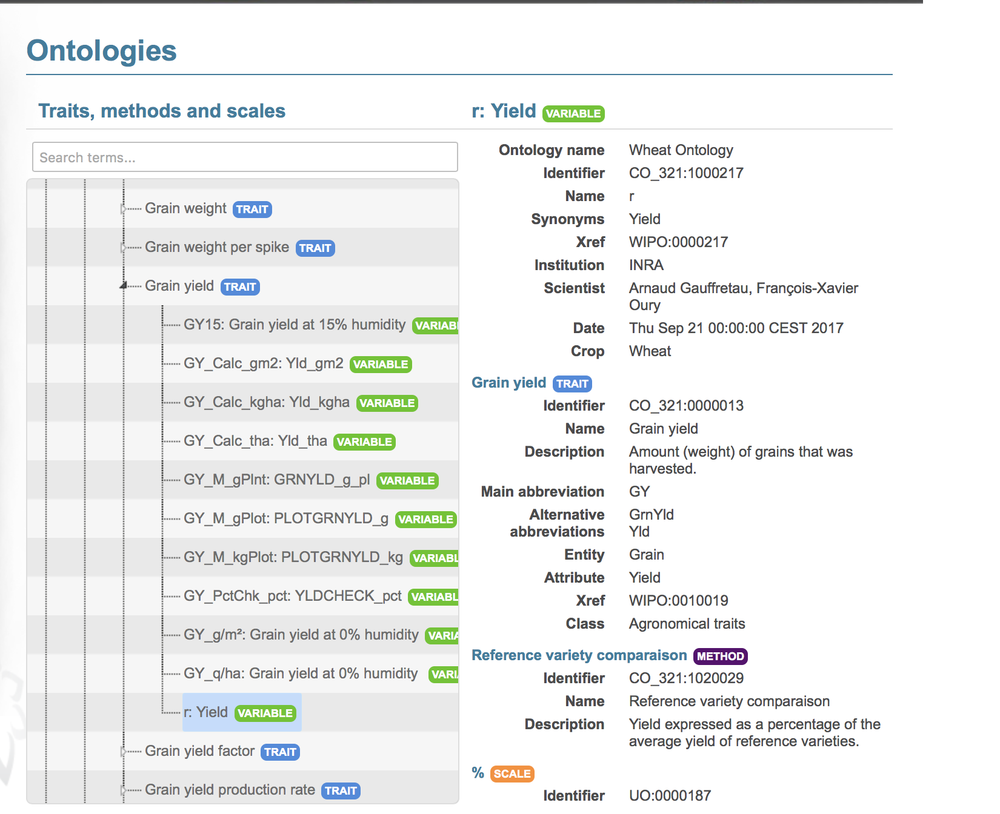 Ontologies
Traits, methods and scales
Search terms...
Grain weight TRAIT
Grain weight per spike TRAIT
Grain yield TRAIT
GY15: Grain yield at 15% humidity VARIAB
GY_Calc_gm2: Yld_gm2 VARIABLE
GY_Calc_kgha: Yld_kgha VARIABLE
GY_Calc_tha: Yld_tha VARIABLE
GY_M_gPlnt: GRNYLD_g_pl VARIABLE
GY_M_gPlot: PLOTGRNYLD_g VARIABLE
GY_M_kgPlot: PLOTGRNYLD_kg VARIABL
GY_PctChk_pct: YLDCHECK_pct VARIABL
GY_g/m²: Grain yield at 0% humidity VARIA
GY_q/ha: Grain yield at 0% humidity VARI
r: Yield VARIABLE
Grain yield factor TRAIT
Grain yield production rate TRAIT
r: Yield VARIABLE
Ontology name Wheat Ontology
Identifier CO_321:1000217
Name r
Synonyms Yield
Xref WIPO:0000217
Institution INRA
Scientist Arnaud Gauffretau, François-Xavier
Oury
Date Thu Sep 21 00:00:00 CEST 2017
Crop Wheat
Grain yield TRAIT
Identifier CO_321:0000013
Name Grain yield
Description Amount (weight) of grains that was
harvested.
Main abbreviation GY
Alternative GrnYld
abbreviations Yld
Entity Grain
Attribute Yield
Xref WIPO:0010019
Class Agronomical traits
Reference variety comparaison METHOD
Identifier CO_321:1020029
Name Reference variety comparaison
Description Yield expressed as a percentage of the
average yield of reference varieties.
% SCALE
Identifier UO:0000187